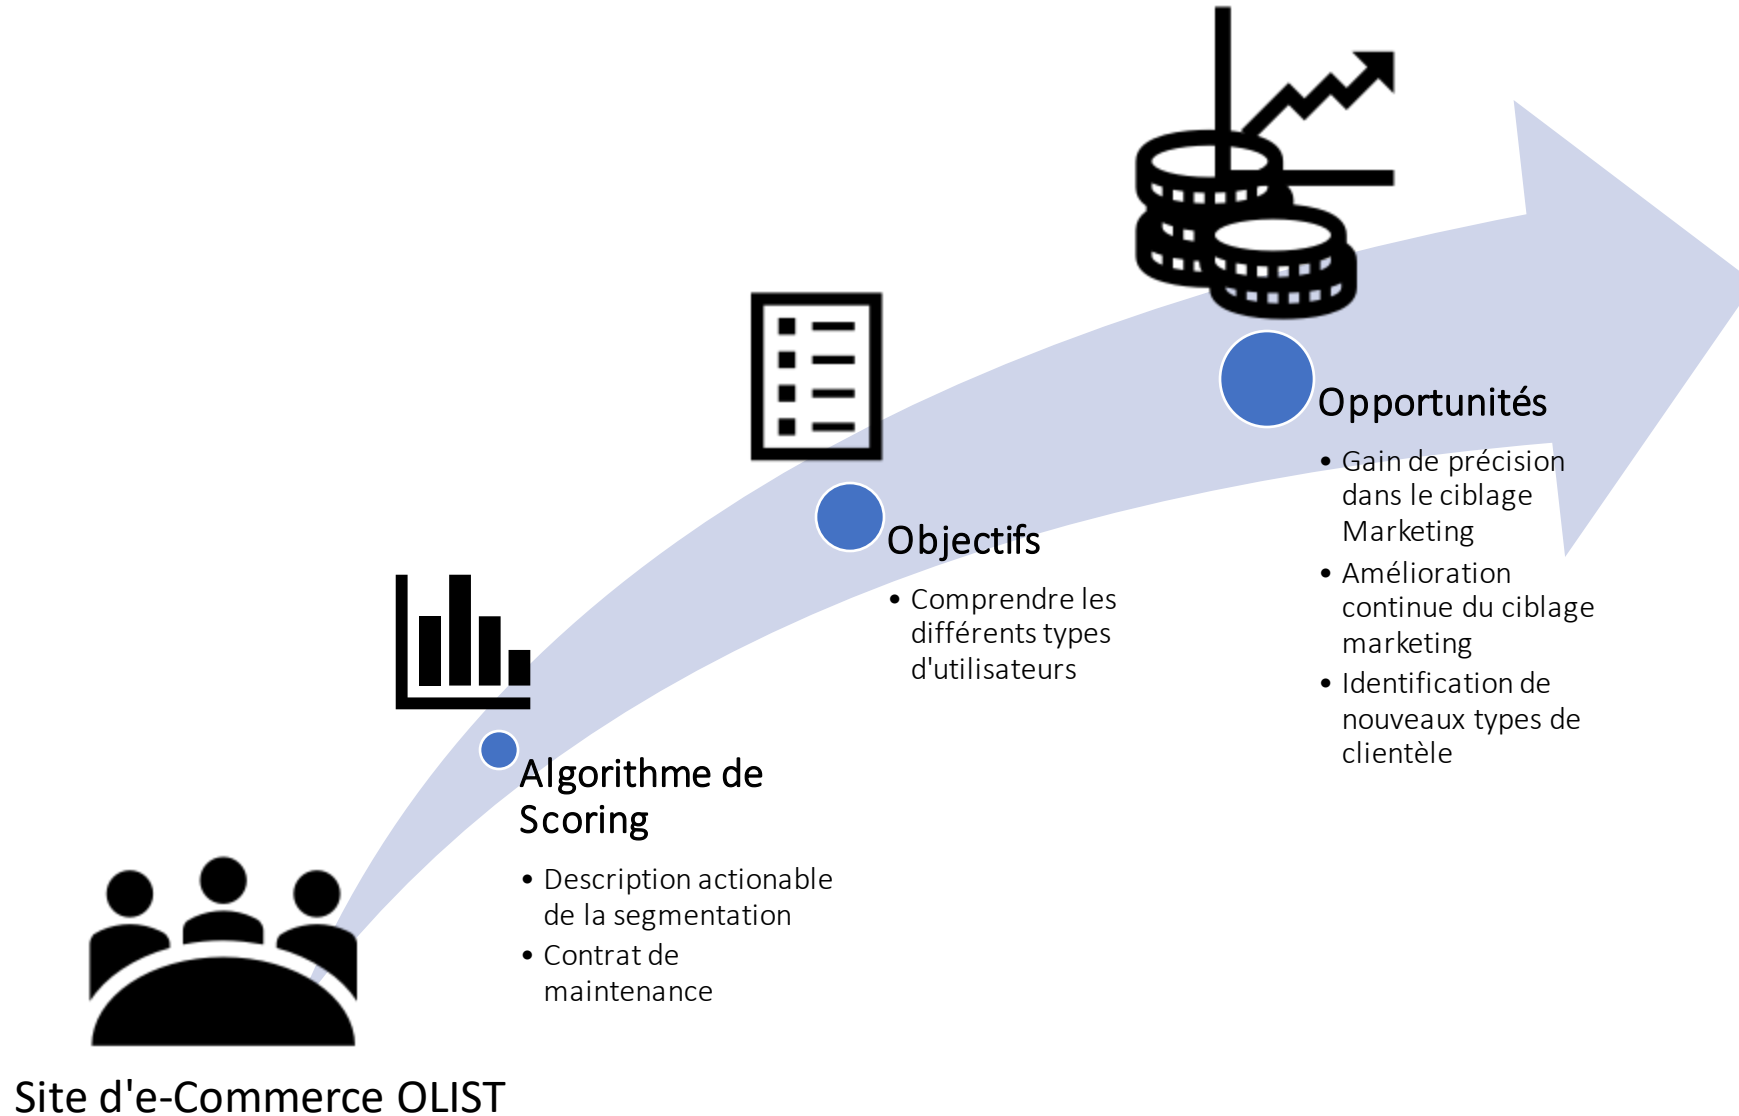 Opportunités
• Gain de précision
dans le ciblage
Marketing
• Amélioration
continue du ciblage
marketing
• Identification de
nouveaux types de
clientèle
Objectifs
• Comprendre les
différents types
d'utilisateurs
Algorithme de
Scoring
• Description actionable
de la segmentation
• Contrat de
maintenance
Site d'e-Commerce OLIST